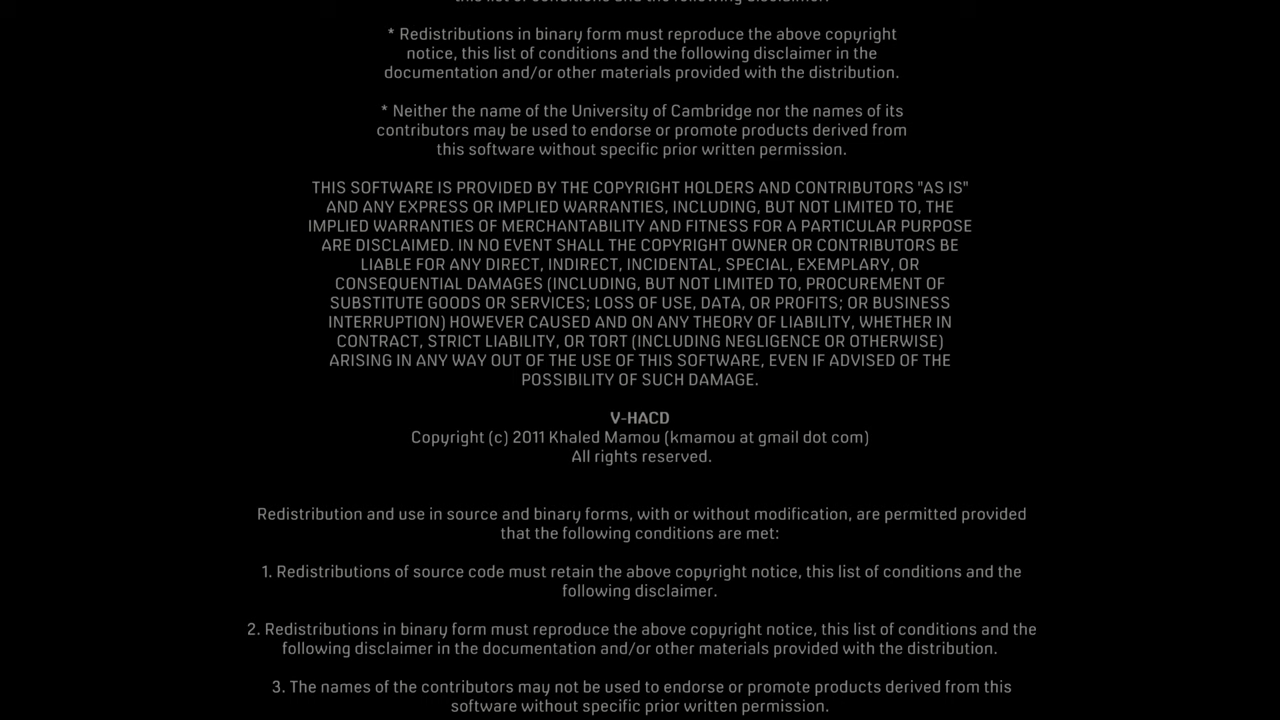 this list of conditions and the following disclaimer.
* Redistributions in binary form must reproduce the above copyright
notice, this list of conditions and the following disclaimer in the
documentation and/or other materials provided with the distribution.
* Neither the name of the University of Cambridge nor the names of its
contributors may be used to endorse or promote products derived from
this software without specific prior written permission.
THIS SOFTWARE IS PROVIDED BY THE COPYRIGHT HOLDERS AND CONTRIBUTORS "AS IS"
AND ANY EXPRESS OR IMPLIED WARRANTIES, INCLUDING, BUT NOT LIMITED TO, THE
IMPLIED WARRANTIES OF MERCHANTABILITY AND FITNESS FOR A PARTICULAR PURPOSE
ARE DISCLAIMED. IN NO EVENT SHALL THE COPYRIGHT OWNER OR CONTRIBUTORS BE
LIABLE FOR ANY DIRECT, INDIRECT, INCIDENTAL, SPECIAL, EXEMPLARY, OR
CONSEQUENTIAL DAMAGES (INCLUDING, BUT NOT LIMITED TO, PROCUREMENT OF
SUBSTITUTE GOODS OR SERVICES; LOSS OF USE, DATA, OR PROFITS; OR BUSINESS
INTERRUPTION) HOWEVER CAUSED AND ON ANY THEORY OF LIABILITY, WHETHER IN
CONTRACT, STRICT LIABILITY, OR TORT (INCLUDING NEGLIGENCE OR OTHERWISE)
ARISING IN ANY WAY OUT OF THE USE OF THIS SOFTWARE, EVEN IF ADVISED OF THE
POSSIBILITY OF SUCH DAMAGE.
V-HACD
Copyright (c) 2011 Khaled Mamou (kmamou at gmail dot com)
All rights reserved.
Redistribution and use in source and binary forms, with or without modification, are permitted provided
that the following conditions are met:
1. Redistributions of source code must retain the above copyright notice, this list of conditions and the
following disclaimer.
2. Redistributions in binary form must reproduce the above copyright notice, this list of conditions and the
following disclaimer in the documentation and/or other materials provided with the distribution.
3. The names of the contributors may not be used to endorse or promote products derived from this
software without specific prior written permission.